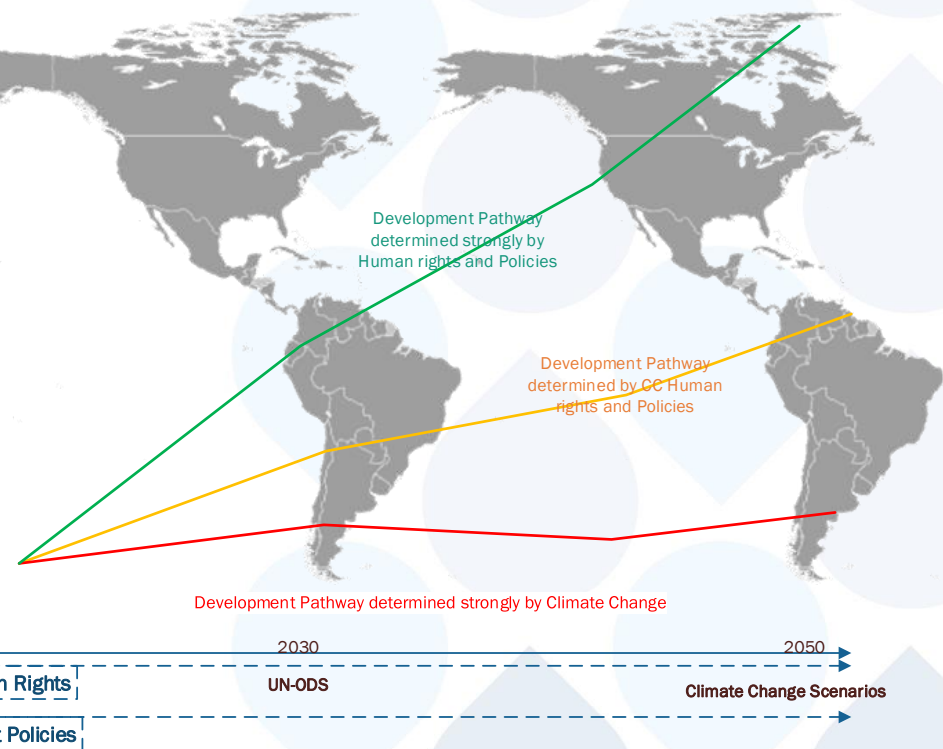 Development Pathway
determined strongly by
Human rights and Policies
Development Pathway
determined by CC Human
rights and Policies
Development Pathway determined strongly by Climate Change
2030
2050
Rights
UN-ODS
Climate Change Scenarios
Policies